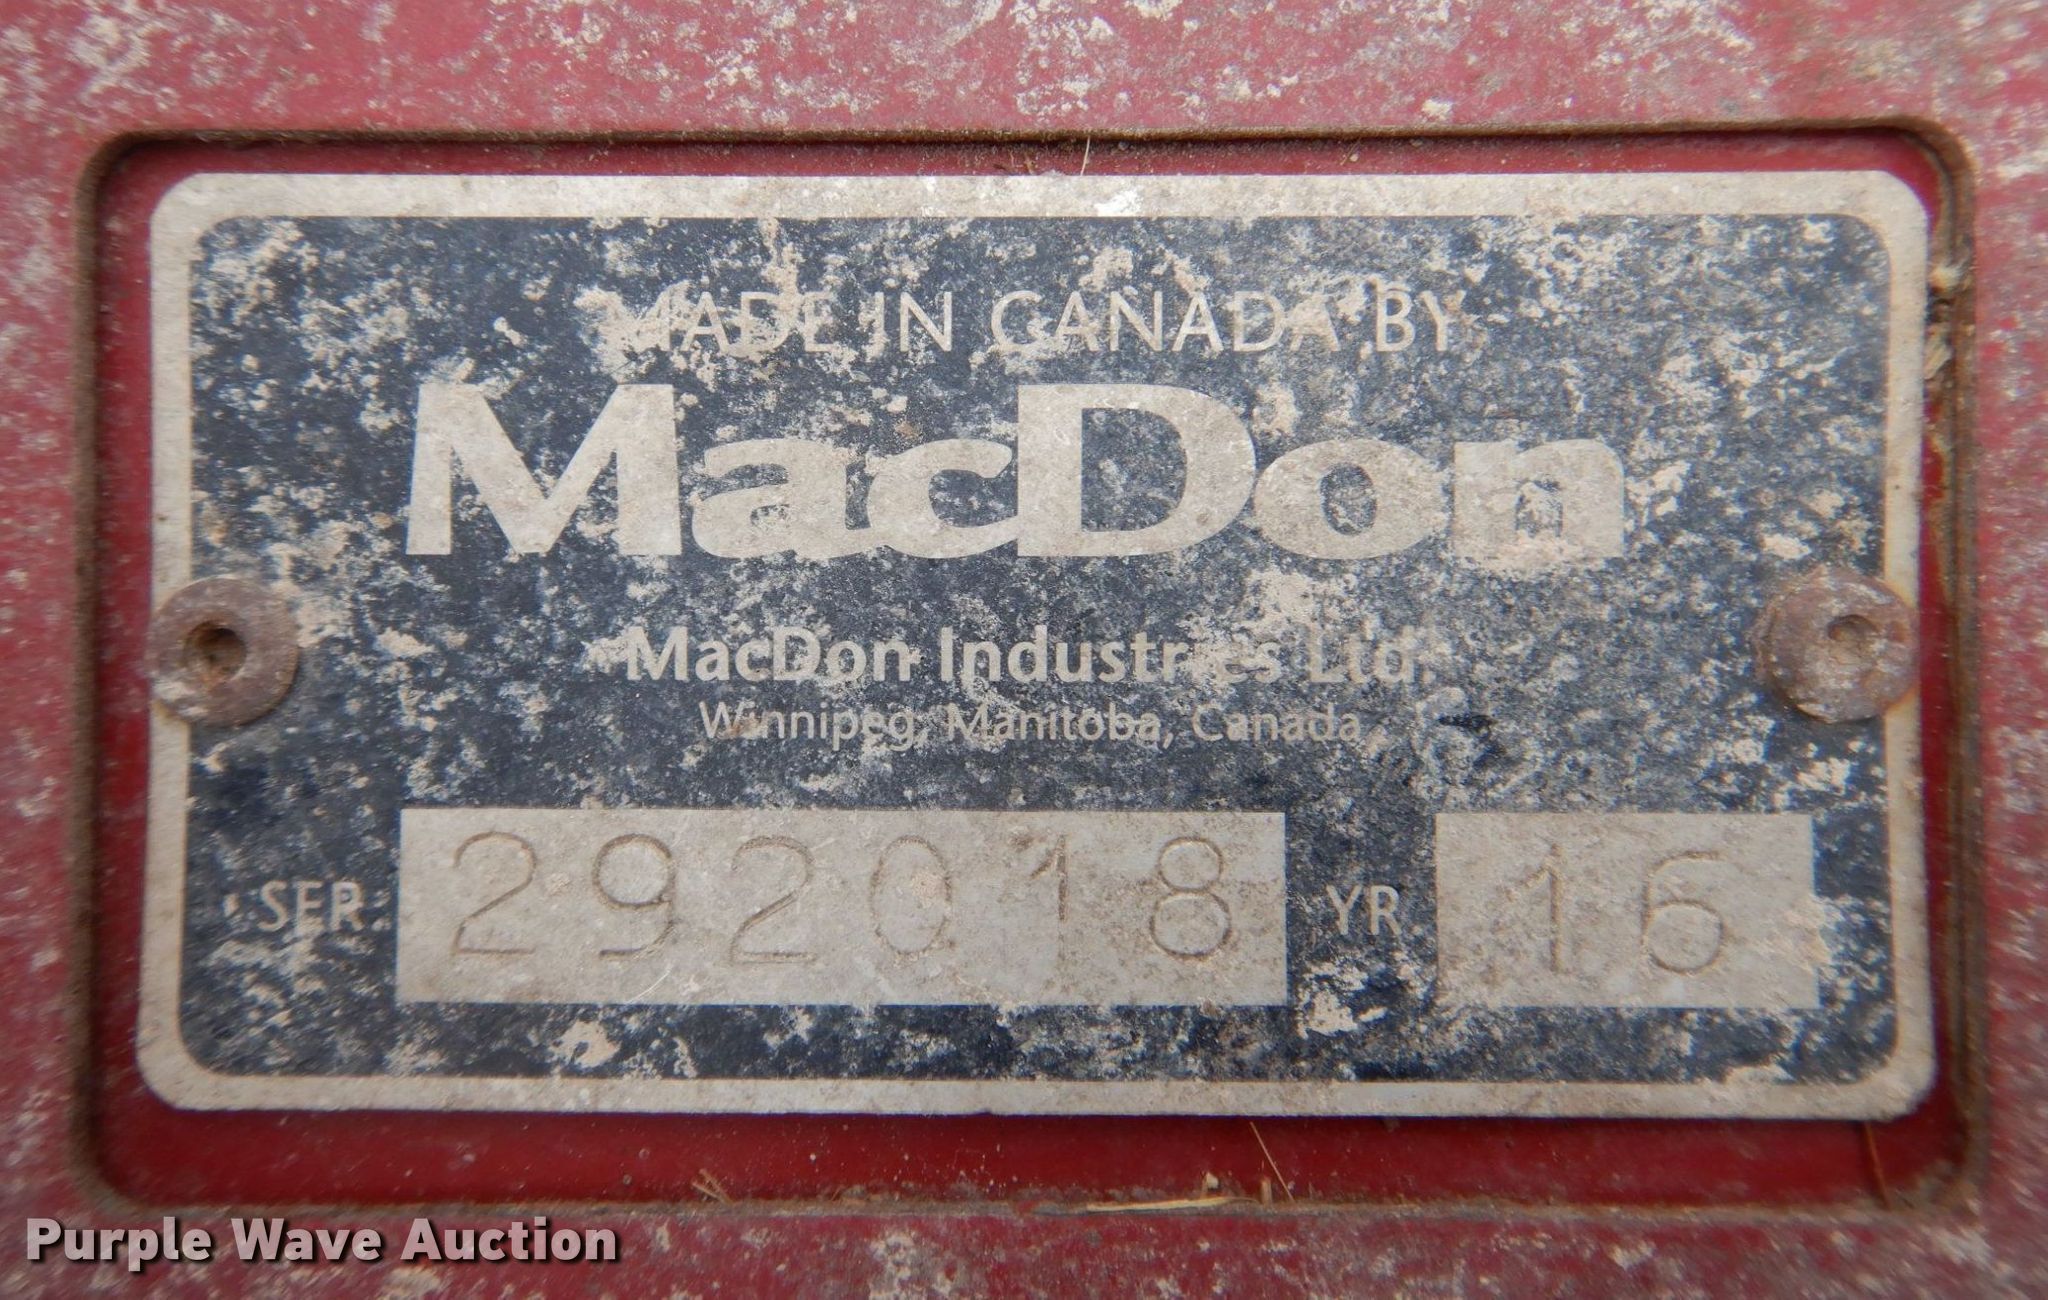 MADE IN CANADA BY
MacDon
MacDon Industries Ltd.
Winnipeg, Manitoba, Canada
SER. 292018 YR. 16
Purple Wave Auction